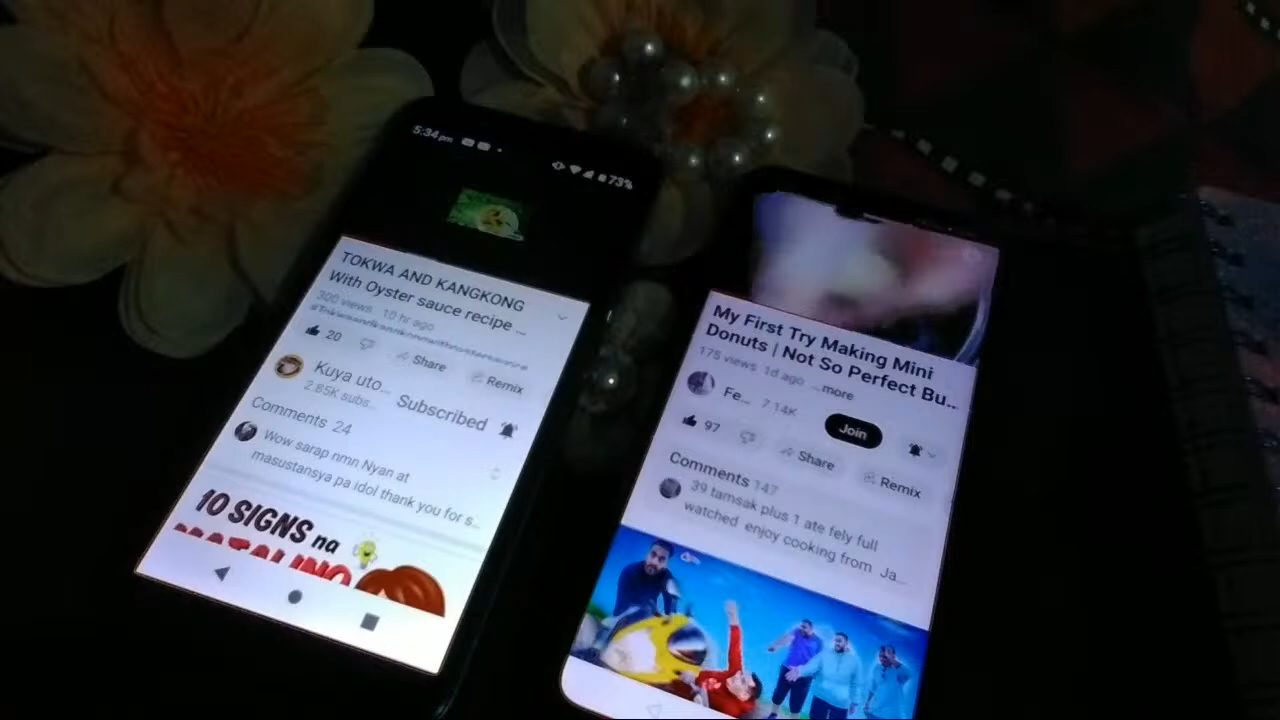 5:34 pm
73%
TOKWA AND KANGKONG
With Oyster sauce recipe ...
300 views 10 hr ago
20
Share
Remix
Kuya uto...
2.85K subs..
Subscribed
Comments 24
Wow sarap nmn Nyan at
masustansya pa idol thank you for s..
10 SIGNS na
MATALINO
My First Try Making Mini
Donuts | Not So Perfect Bu...
175 views 1d ago ...more
Fe... 7.14K
Join
97
Share
Remix
Comments 147
39 tamsak plus 1 ate fely full
watched enjoy cooking from Ja...